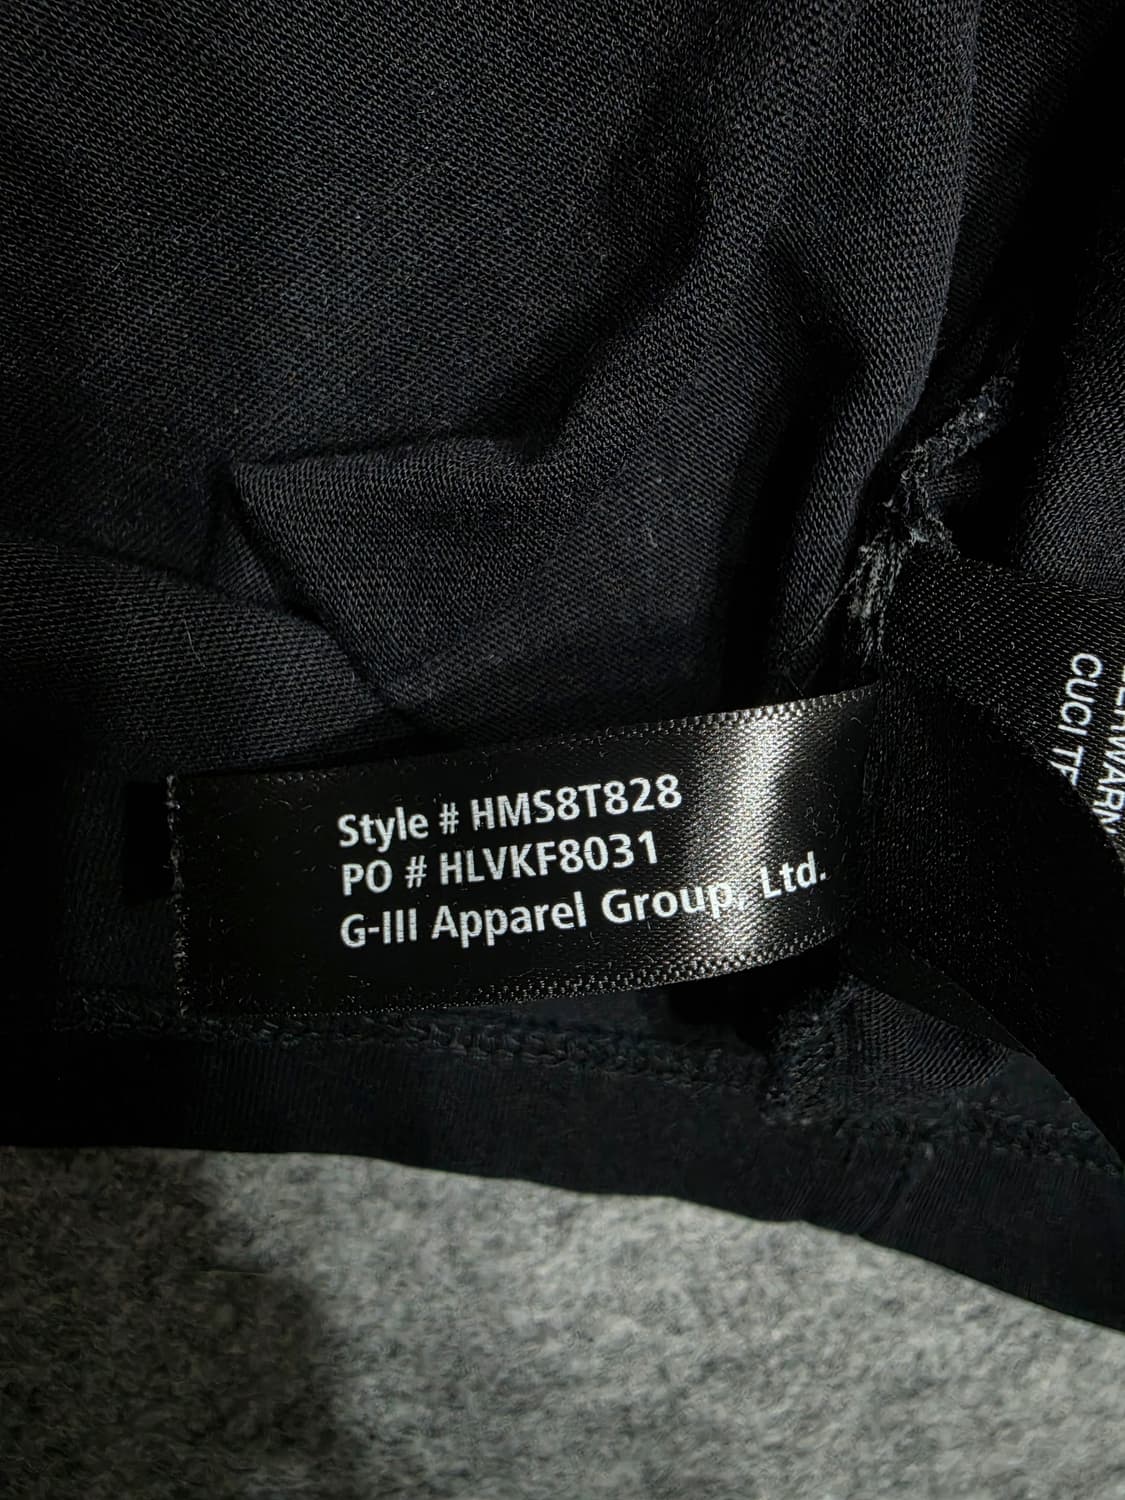 Style # HMS8T828
PO # HLVKF8031
G-III Apparel Group, Ltd.
CUCI